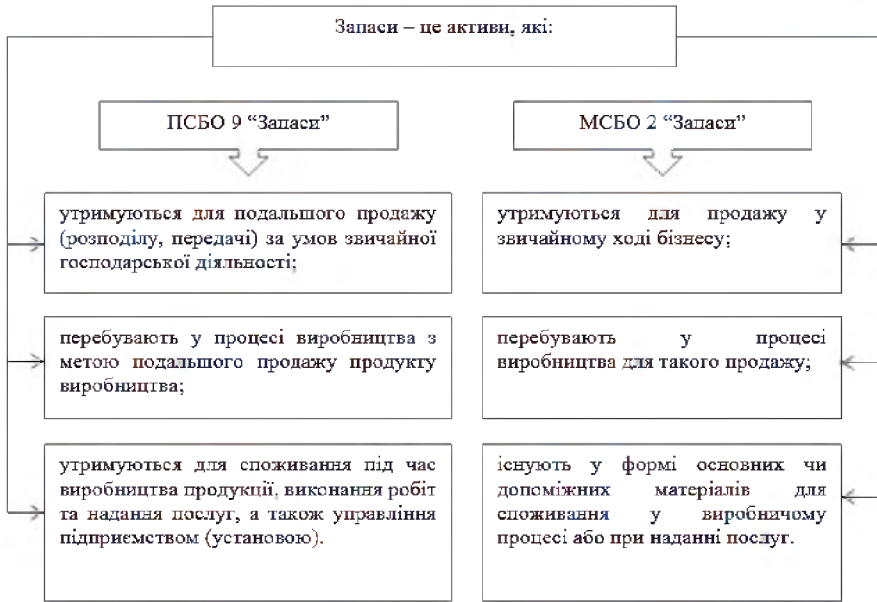 Запаси – це активи, які:
ПСБО 9 “Запаси”
МСБО 2 “Запаси”
утримуються для подальшого продажу
(розподілу, передачі) за умов звичайної
господарської діяльності;
утримуються для продажу у
звичайному ході бізнесу;
перебувають у процесі виробництва з
метою подальшого продажу продукту
виробництва;
перебувають у процесі
виробництва для такого продажу;
утримуються для споживання під час
виробництва продукції, виконання робіт
та надання послуг, а також управління
підприємством (установою).
існують у формі основних чи
допоміжних матеріалів для
споживання у виробничому
процесі або при наданні послуг.